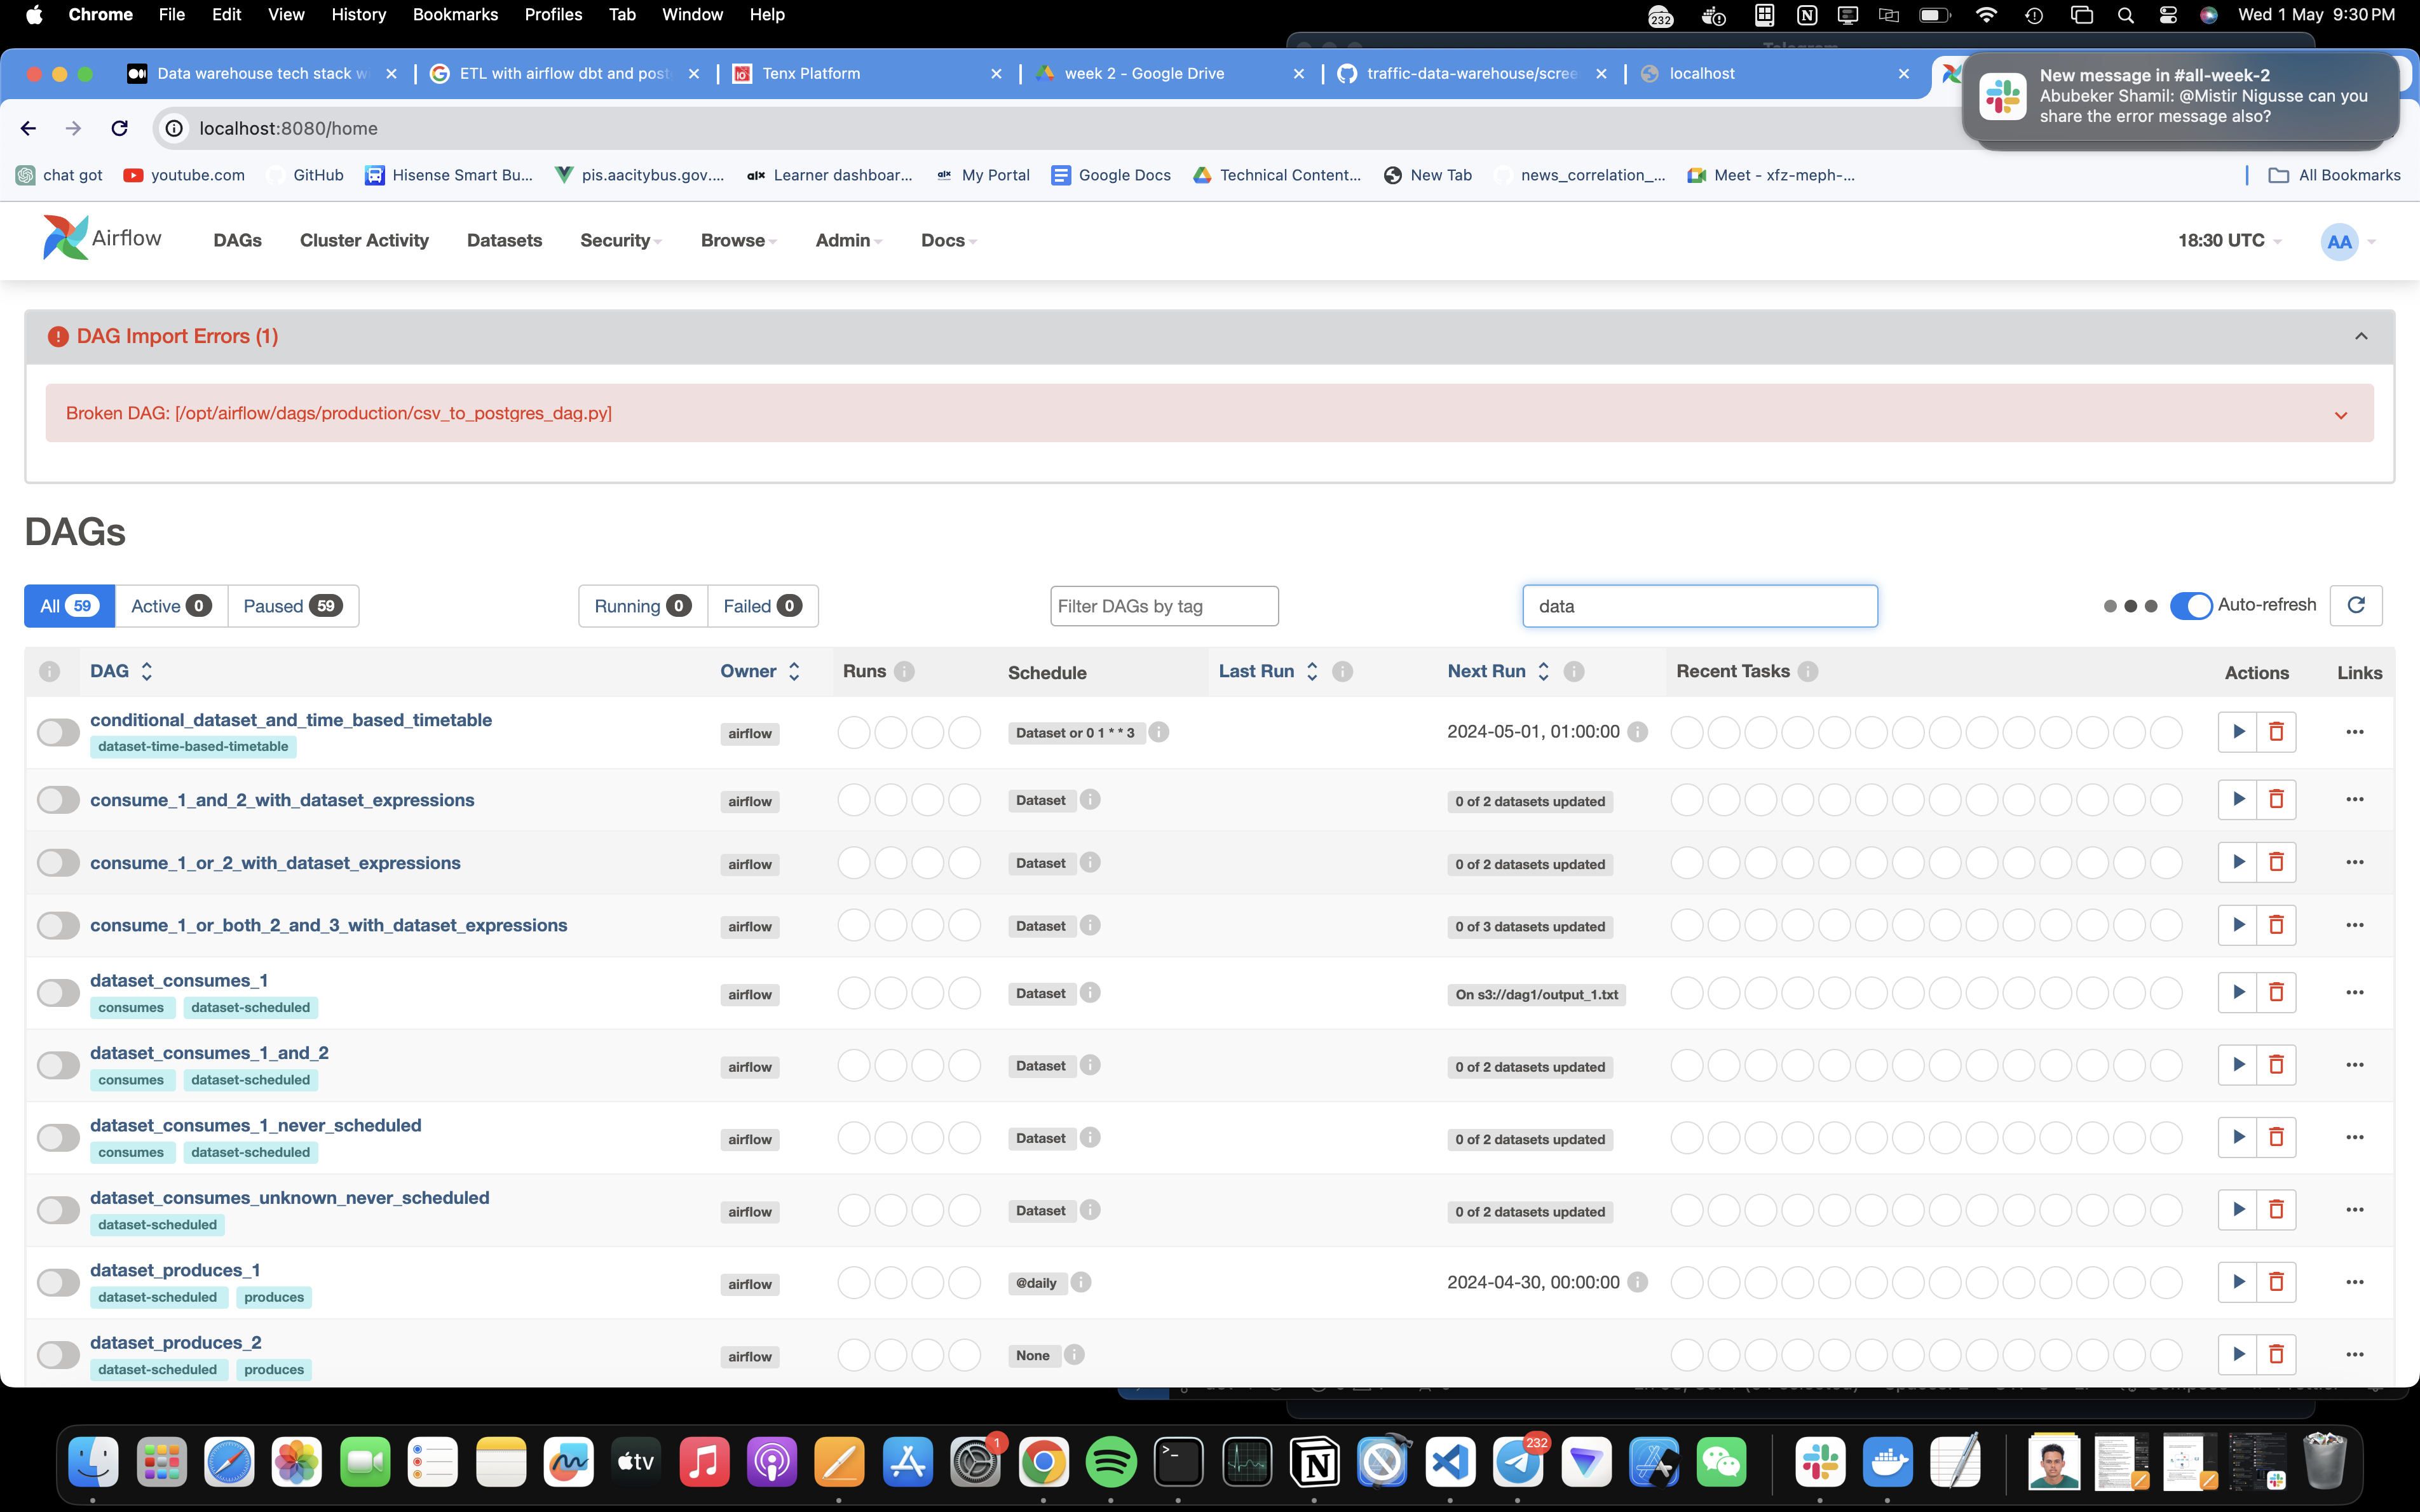 Chrome File Edit View History Bookmarks Profiles Tab Window Help
232
Wed 1 May 9:30 PM
Data warehouse tech stack w
ETL with airflow dbt and post
Tenx Platform
week 2 - Google Drive
traffic-data-warehouse/scree
localhost
New message in #all-week-2
Abubeker Shamil: @Mistir Nigusse can you
share the error message also?
localhost:8080/home
chat got
youtube.com
GitHub
Hisense Smart Bu...
pis.aacitybus.gov....
alx Learner dashboar...
alx My Portal
Google Docs
Technical Content...
New Tab
news_correlation_...
Meet - xfz-meph-...
All Bookmarks
Airflow
DAGs Cluster Activity Datasets Security Browse Admin Docs
18:30 UTC
AA
DAG Import Errors (1)
Broken DAG: [/opt/airflow/dags/production/csv_to_postgres_dag.py]
DAGs
All 59 Active 0 Paused 59
Running 0 Failed 0
Filter DAGs by tag
data
Auto-refresh
DAG Owner Runs Schedule Last Run Next Run Recent Tasks Actions Links
conditional_dataset_and_time_based_timetable
dataset-time-based-timetable
airflow
Dataset or 0 1 * * 3
2024-05-01, 01:00:00
consume_1_and_2_with_dataset_expressions
airflow
Dataset
0 of 2 datasets updated
consume_1_or_2_with_dataset_expressions
airflow
Dataset
0 of 2 datasets updated
consume_1_or_both_2_and_3_with_dataset_expressions
airflow
Dataset
0 of 3 datasets updated
dataset_consumes_1
consumes dataset-scheduled
airflow
Dataset
On s3://dag1/output_1.txt
dataset_consumes_1_and_2
consumes dataset-scheduled
airflow
Dataset
0 of 2 datasets updated
dataset_consumes_1_never_scheduled
consumes dataset-scheduled
airflow
Dataset
0 of 2 datasets updated
dataset_consumes_unknown_never_scheduled
dataset-scheduled
airflow
Dataset
0 of 2 datasets updated
dataset_produces_1
dataset-scheduled produces
airflow
@daily
2024-04-30, 00:00:00
dataset_produces_2
dataset-scheduled produces
airflow
None
1
tv
232